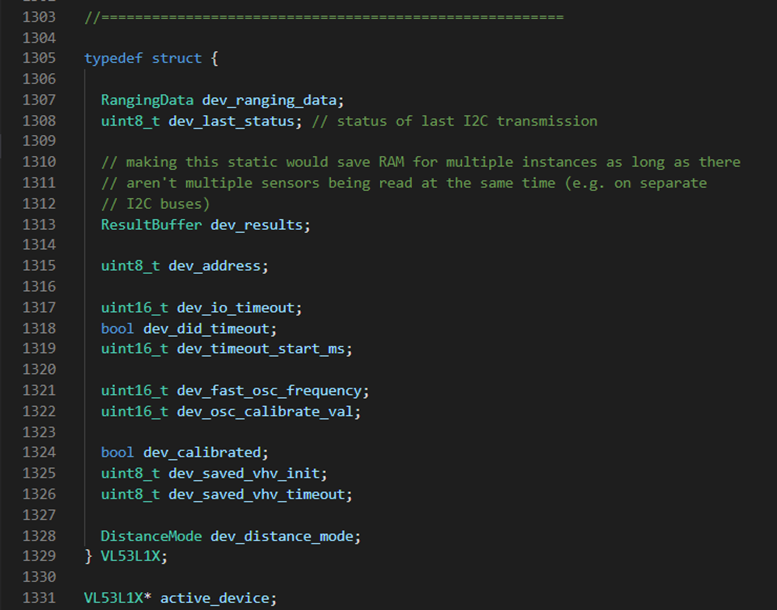 1303 //=======================================================
1304
1305 typedef struct {
1306
1307 RangingData dev_ranging_data;
1308 uint8_t dev_last_status; // status of last I2C transmission
1309
1310 // making this static would save RAM for multiple instances as long as there
1311 // aren't multiple sensors being read at the same time (e.g. on separate
1312 // I2C buses)
1313 ResultBuffer dev_results;
1314
1315 uint8_t dev_address;
1316
1317 uint16_t dev_io_timeout;
1318 bool dev_did_timeout;
1319 uint16_t dev_timeout_start_ms;
1320
1321 uint16_t dev_fast_osc_frequency;
1322 uint16_t dev_osc_calibrate_val;
1323
1324 bool dev_calibrated;
1325 uint8_t dev_saved_vhv_init;
1326 uint8_t dev_saved_vhv_timeout;
1327
1328 DistanceMode dev_distance_mode;
1329 } VL53L1X;
1330
1331 VL53L1X* active_device;